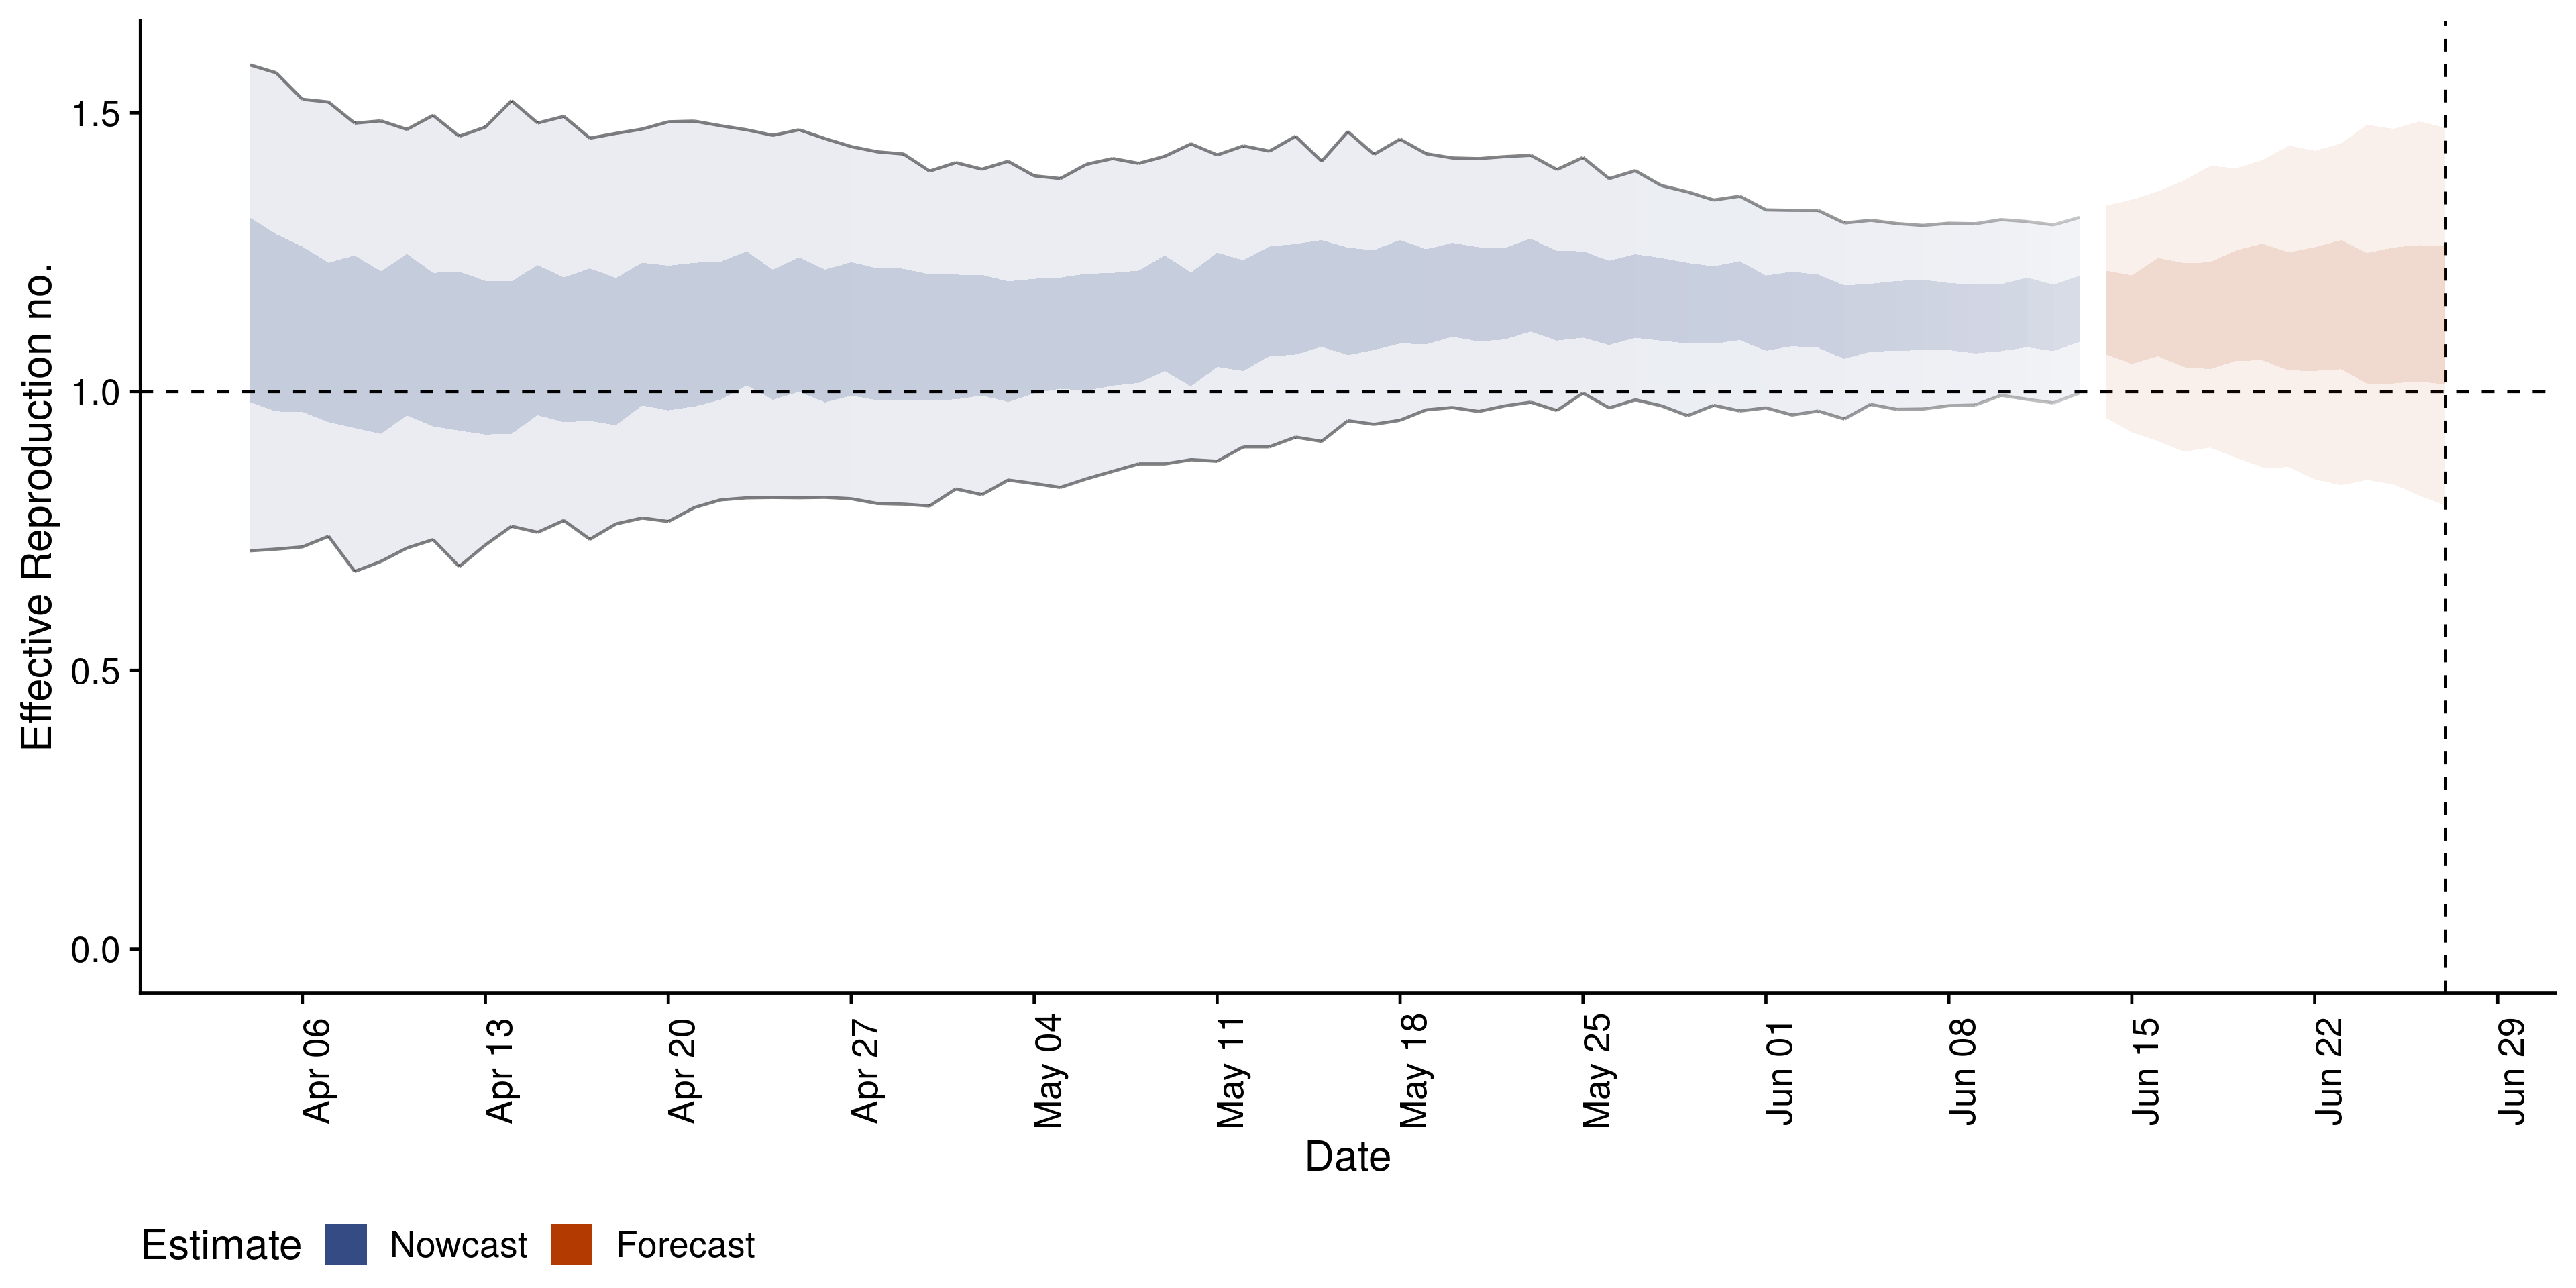 Effective Reproduction no.
1.5
1.0
0.5
0.0
Apr 06
Apr 13
Apr 20
Apr 27
May 04
May 11
May 18
May 25
Jun 01
Jun 08
Jun 15
Jun 22
Jun 29
Date
Estimate Nowcast Forecast